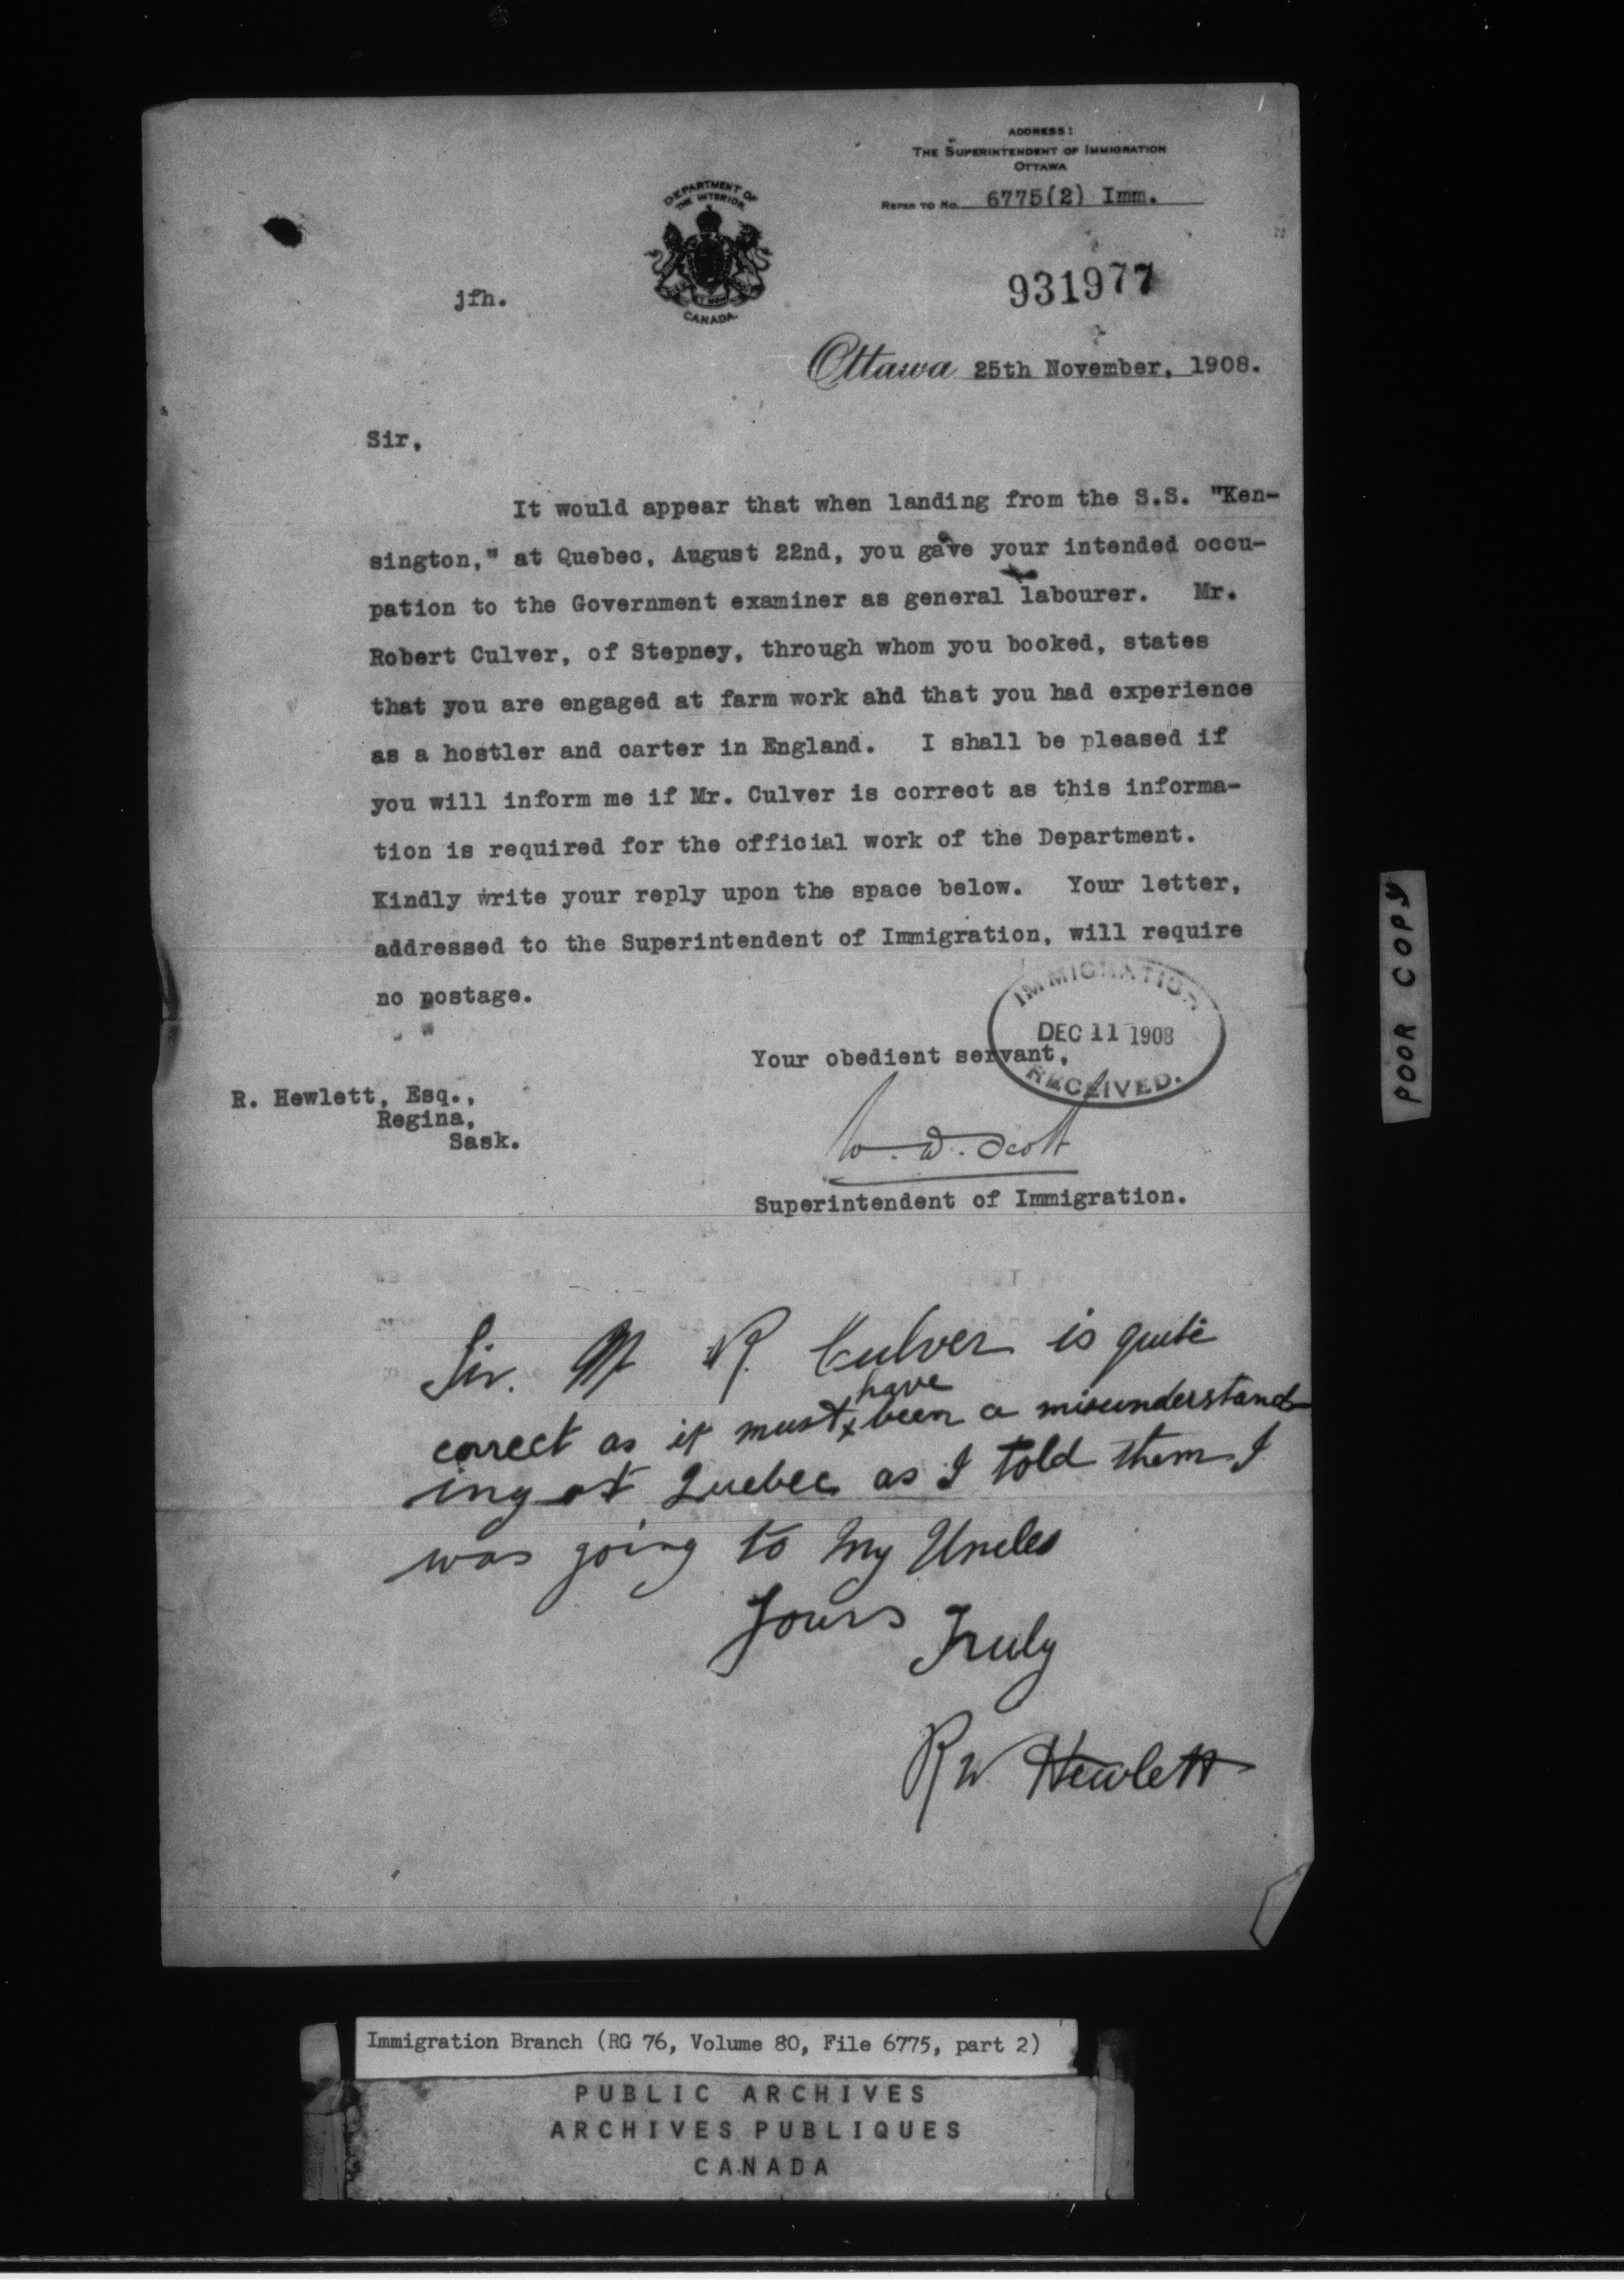 ADDRESS:
THE SUPERINTENDENT OF IMMIGRATION
OTTAWA
REFER TO No. 6775(2) Imm.
DEPARTMENT OF
THE INTERIOR
CANADA.
931977
jfh.
Ottawa 25th November, 1908.
Sir,
It would appear that when landing from the S.S. "Ken-
sington," at Quebec, August 22nd, you gave your intended occu-
pation to the Government examiner as general labourer. Mr.
Robert Culver, of Stepney, through whom you booked, states
that you are engaged at farm work and that you had experience
as a hostler and carter in England. I shall be pleased if
you will inform me if Mr. Culver is correct as this informa-
tion is required for the official work of the Department.
Kindly write your reply upon the space below. Your letter,
addressed to the Superintendent of Immigration, will require
no postage.
IMMIGRATION
DEC 11 1908
RECEIVED.
Your obedient servant,
R. Hewlett, Esq.,
Regina,
Sask.
W. D. Scott
Superintendent of Immigration.
Sir. Mr R. Culver is quite
correct as it must have been a misunderstand-
ing at Quebec as I told them I
was going to My Uncles
Yours Truly
R W Hewlett
POOR COPY
Immigration Branch (RG 76, Volume 80, File 6775, part 2)
PUBLIC ARCHIVES
ARCHIVES PUBLIQUES
CANADA